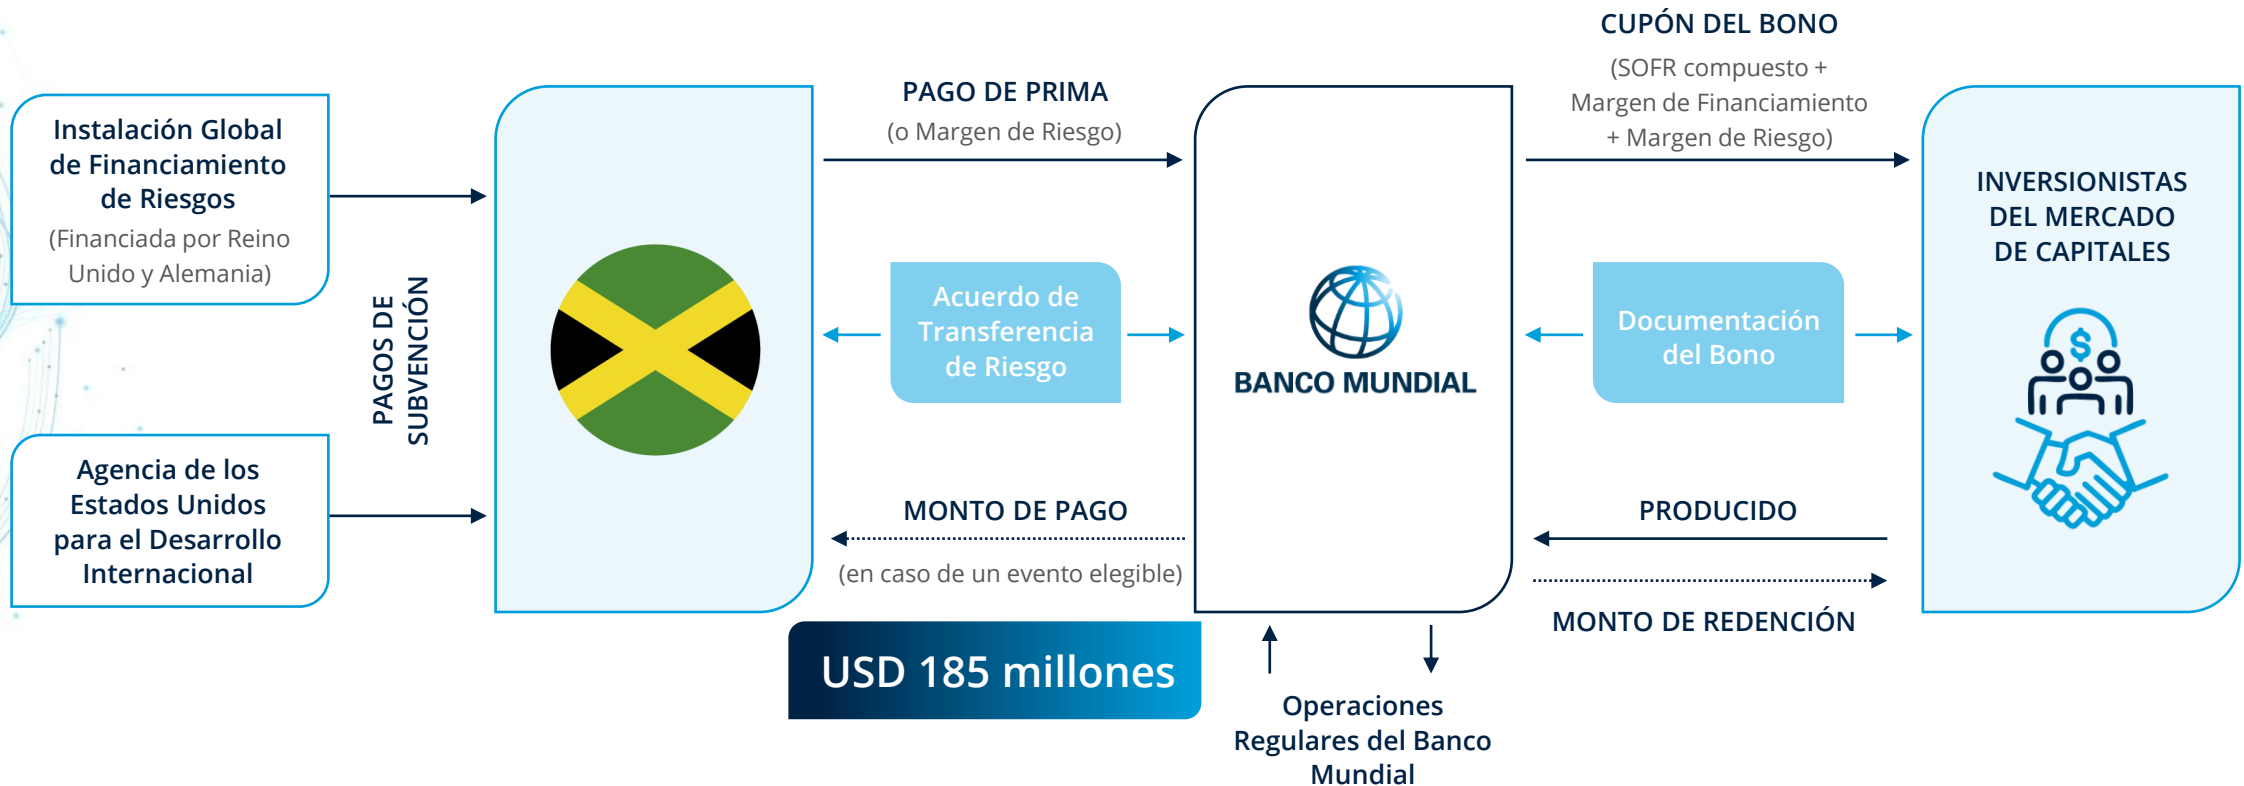 Instalación Global
de Financiamiento
de Riesgos
(Financiada por Reino
Unido y Alemania)
Agencia de los
Estados Unidos
para el Desarrollo
Internacional
PAGOS DE
SUBVENCIÓN
PAGO DE PRIMA
(o Margen de Riesgo)
Acuerdo de
Transferencia
de Riesgo
MONTO DE PAGO
(en caso de un evento elegible)
USD 185 millones
BANCO MUNDIAL
Operaciones
Regulares del Banco
Mundial
CUPÓN DEL BONO
(SOFR compuesto +
Margen de Financiamiento
+ Margen de Riesgo)
Documentación
del Bono
PRODUCIDO
MONTO DE REDENCIÓN
INVERSIONISTAS
DEL MERCADO
DE CAPITALES
$